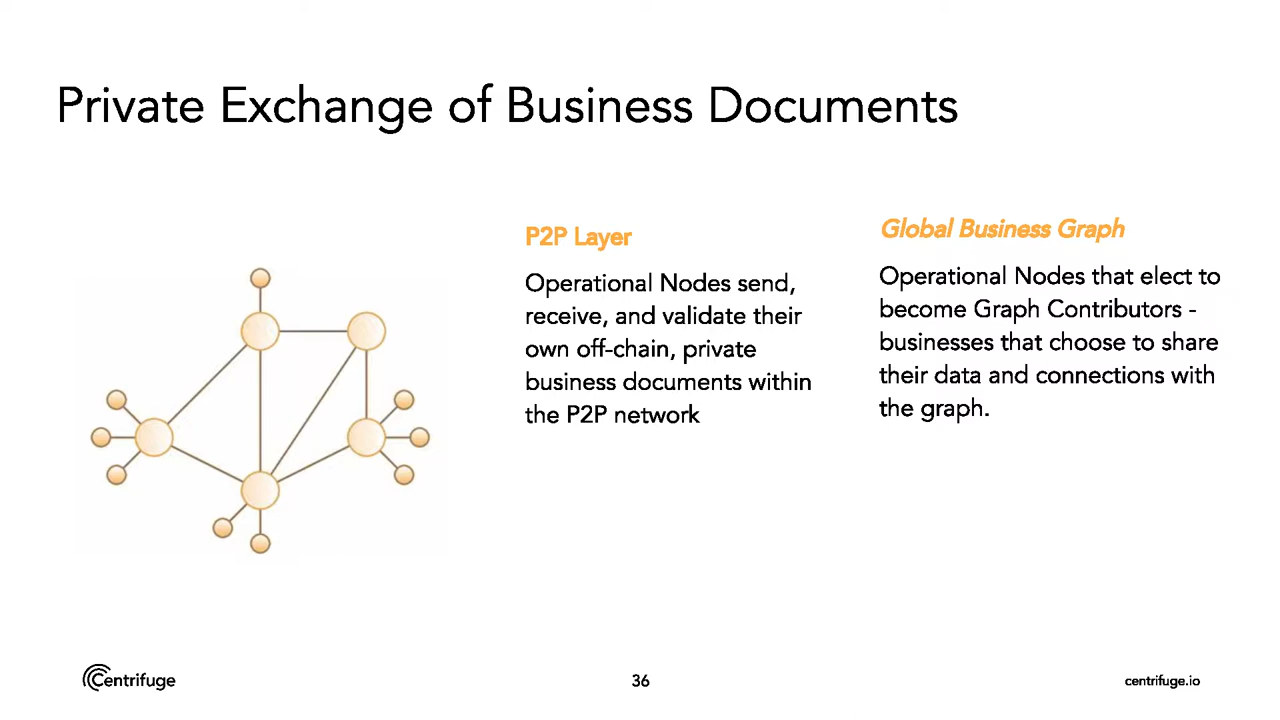 Private Exchange of Business Documents
P2P Layer
Operational Nodes send,
receive, and validate their
own off-chain, private
business documents within
the P2P network
Global Business Graph
Operational Nodes that elect to
become Graph Contributors -
businesses that choose to share
their data and connections with
the graph.
Centrifuge
36
centrifuge.io